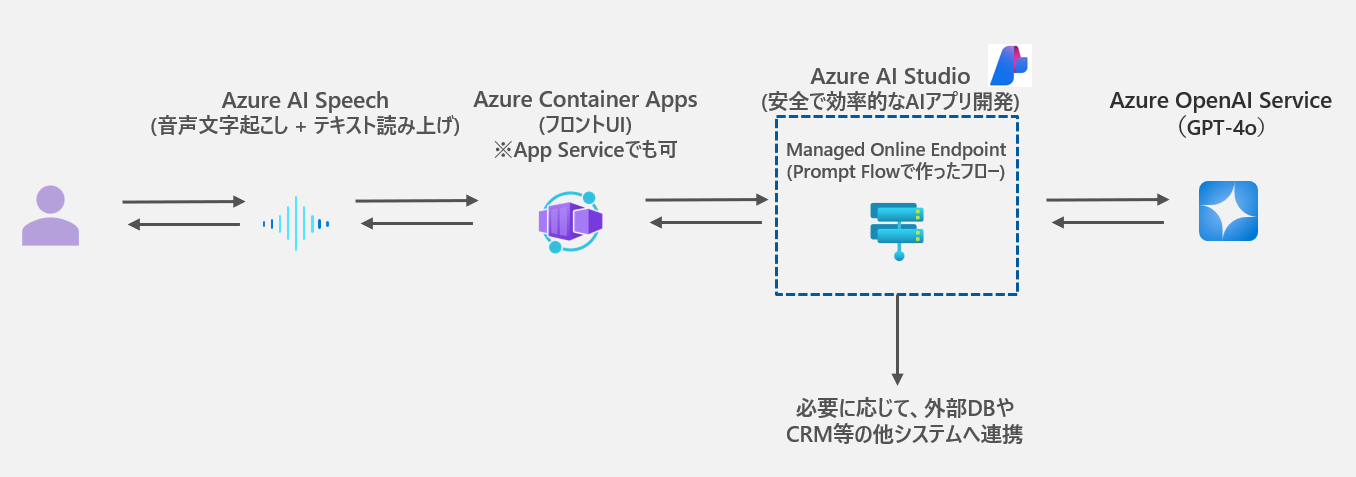 Azure AI Speech
(音声文字起こし + テキスト読み上げ)
Azure Container Apps
(フロントUI)
※App Serviceでも可
Azure AI Studio
(安全で効率的なAIアプリ開発)
Managed Online Endpoint
(Prompt Flowで作ったフロー)
Azure OpenAI Service
（GPT-4o）
必要に応じて、外部DBや
CRM等の他システムへ連携